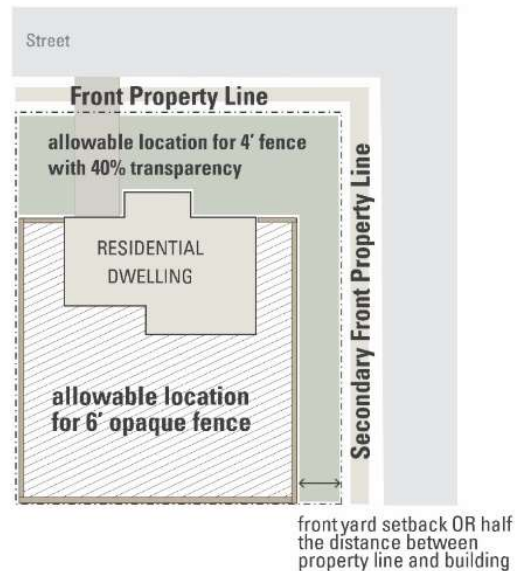 Street
Front Property Line
allowable location for 4' fence
with 40% transparency
Secondary Front Property Line
RESIDENTIAL
DWELLING
allowable location
for 6' opaque fence
front yard setback OR half
the distance between
property line and building